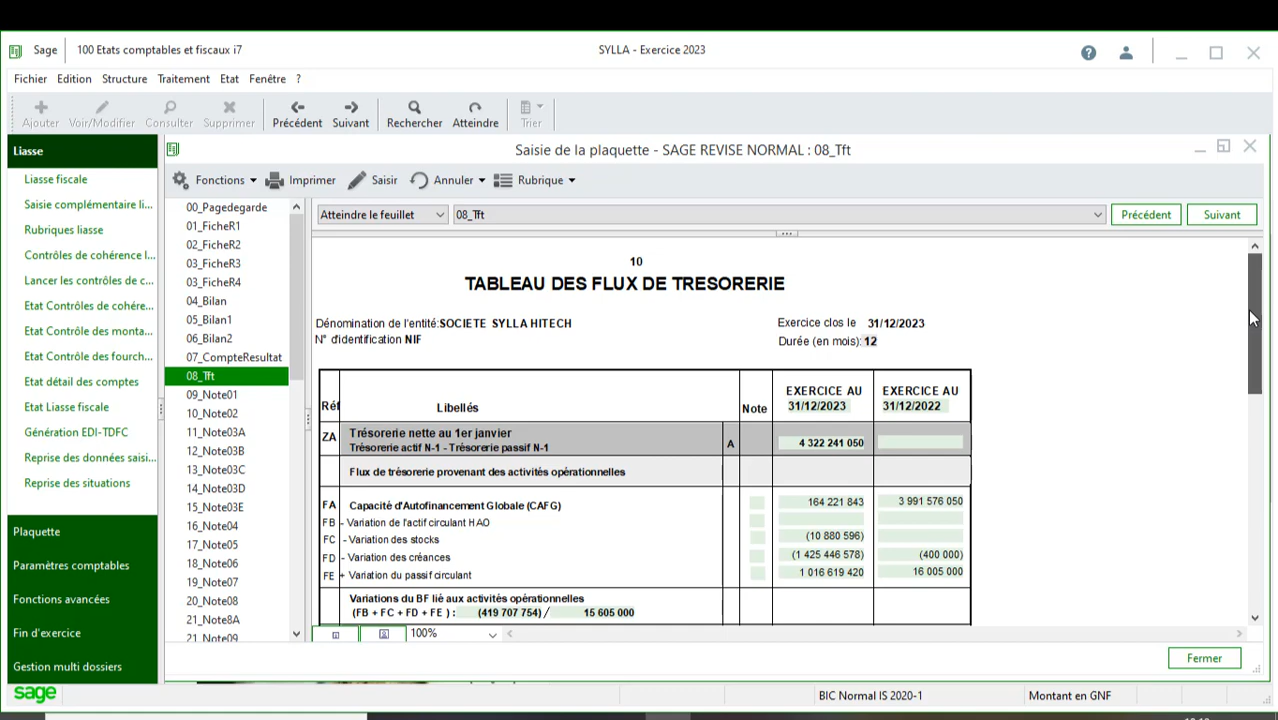 Sage 100 Etats comptables et fiscaux i7 SYLLA - Exercice 2023
Fichier Edition Structure Traitement Etat Fenêtre ?
Ajouter Voir/Modifier Consulter Supprimer Précédent Suivant Rechercher Atteindre Trier
Liasse
Liasse fiscale
Saisie complémentaire li...
Rubriques liasse
Contrôles de cohérence l...
Lancer les contrôles de c...
Etat Contrôles de cohére...
Etat Contrôle des monta...
Etat Contrôle des fourch...
Etat détail des comptes
Etat Liasse fiscale
Génération EDI-TDFC
Reprise des données saisi...
Reprise des situations
Plaquette
Paramètres comptables
Fonctions avancées
Fin d'exercice
Gestion multi dossiers
Saisie de la plaquette - SAGE REVISE NORMAL : 08_Tft
Fonctions Imprimer Saisir Annuler Rubrique
00_Pagedegarde
01_FicheR1
02_FicheR2
03_FicheR3
03_FicheR4
04_Bilan
05_Bilan1
06_Bilan2
07_CompteResultat
08_Tft
09_Note01
10_Note02
11_Note03A
12_Note03B
13_Note03C
14_Note03D
15_Note03E
16_Note04
17_Note05
18_Note06
19_Note07
20_Note08
21_Note8A
21_Note09
Atteindre le feuillet 08_Tft Précédent Suivant
10
TABLEAU DES FLUX DE TRESORERIE
Dénomination de l'entité:SOCIETE SYLLA HITECH Exercice clos le 31/12/2023
N° d'identification NIF Durée (en mois): 12
Réf Libellés Note EXERCICE AU 31/12/2023 EXERCICE AU 31/12/2022
ZA Trésorerie nette au 1er janvier
Trésorerie actif N-1 - Trésorerie passif N-1 A 4 322 241 050
Flux de trésorerie provenant des activités opérationnelles
FA Capacité d'Autofinancement Globale (CAFG) 164 221 843 3 991 576 050
FB - Variation de l'actif circulant HAO
FC - Variation des stocks (10 880 596)
FD - Variation des créances (1 425 446 578) (400 000)
FE + Variation du passif circulant 1 016 619 420 16 005 000
Variations du BF lié aux activités opérationnelles
(FB + FC + FD + FE ) : (419 707 754) / 15 605 000
100%
Fermer
sage BIC Normal IS 2020-1 Montant en GNF